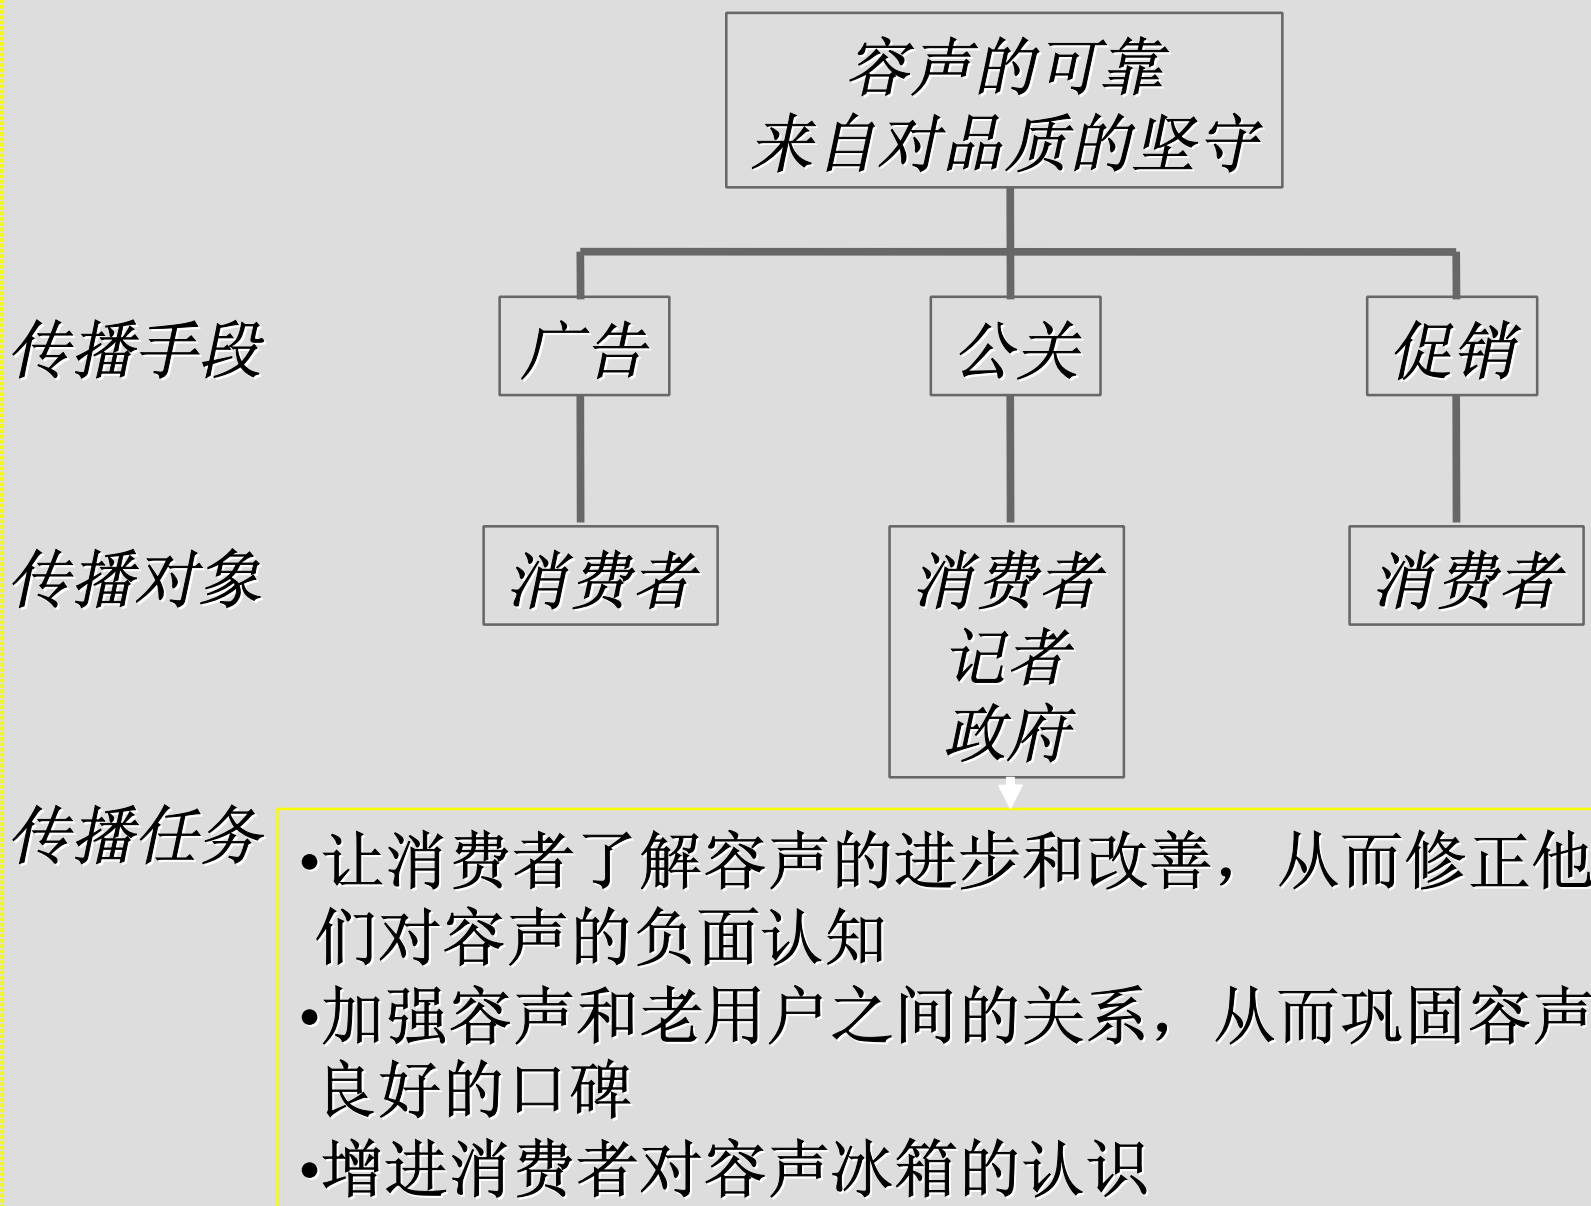 容声的可靠
来自对品质的坚守
传播手段
广告
公关
促销
传播对象
消费者
消费者
记者
政府
消费者
传播任务
•让消费者了解容声的进步和改善，从而修正他
们对容声的负面认知
•加强容声和老用户之间的关系，从而巩固容声
良好的口碑
•增进消费者对容声冰箱的认识